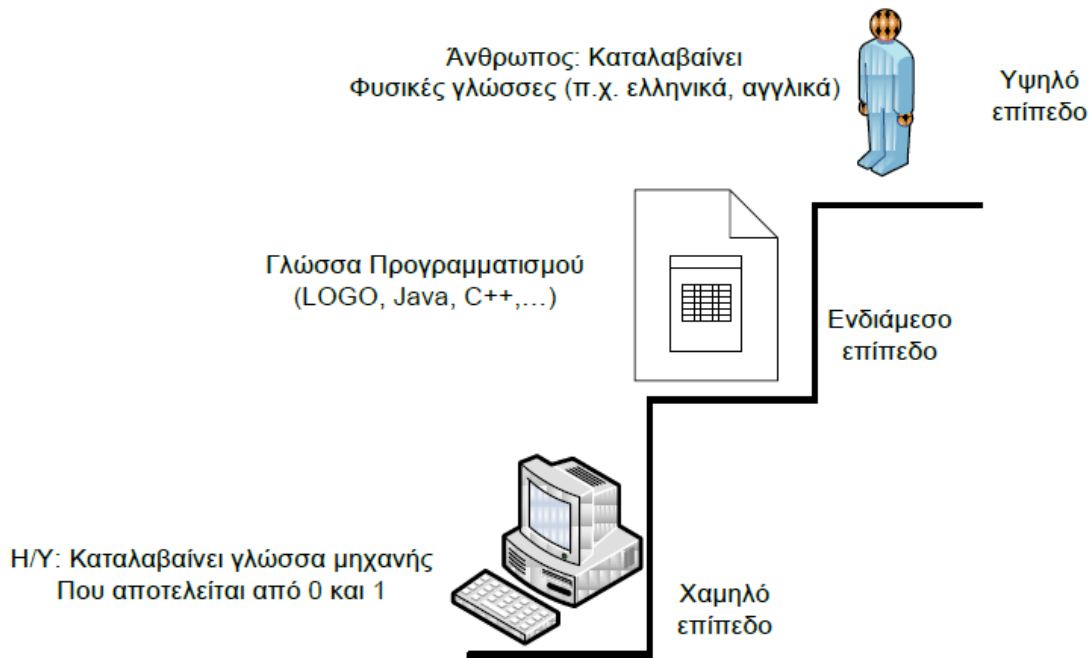 Άνθρωπος: Καταλαβαίνει
Φυσικές γλώσσες (π.χ. ελληνικά, αγγλικά)
Υψηλό
επίπεδο
Γλώσσα Προγραμματισμού
(LOGO, Java, C++,...)
Ενδιάμεσο
επίπεδο
Η/Υ: Καταλαβαίνει γλώσσα μηχανής
Που αποτελείται από 0 και 1
Χαμηλό
επίπεδο